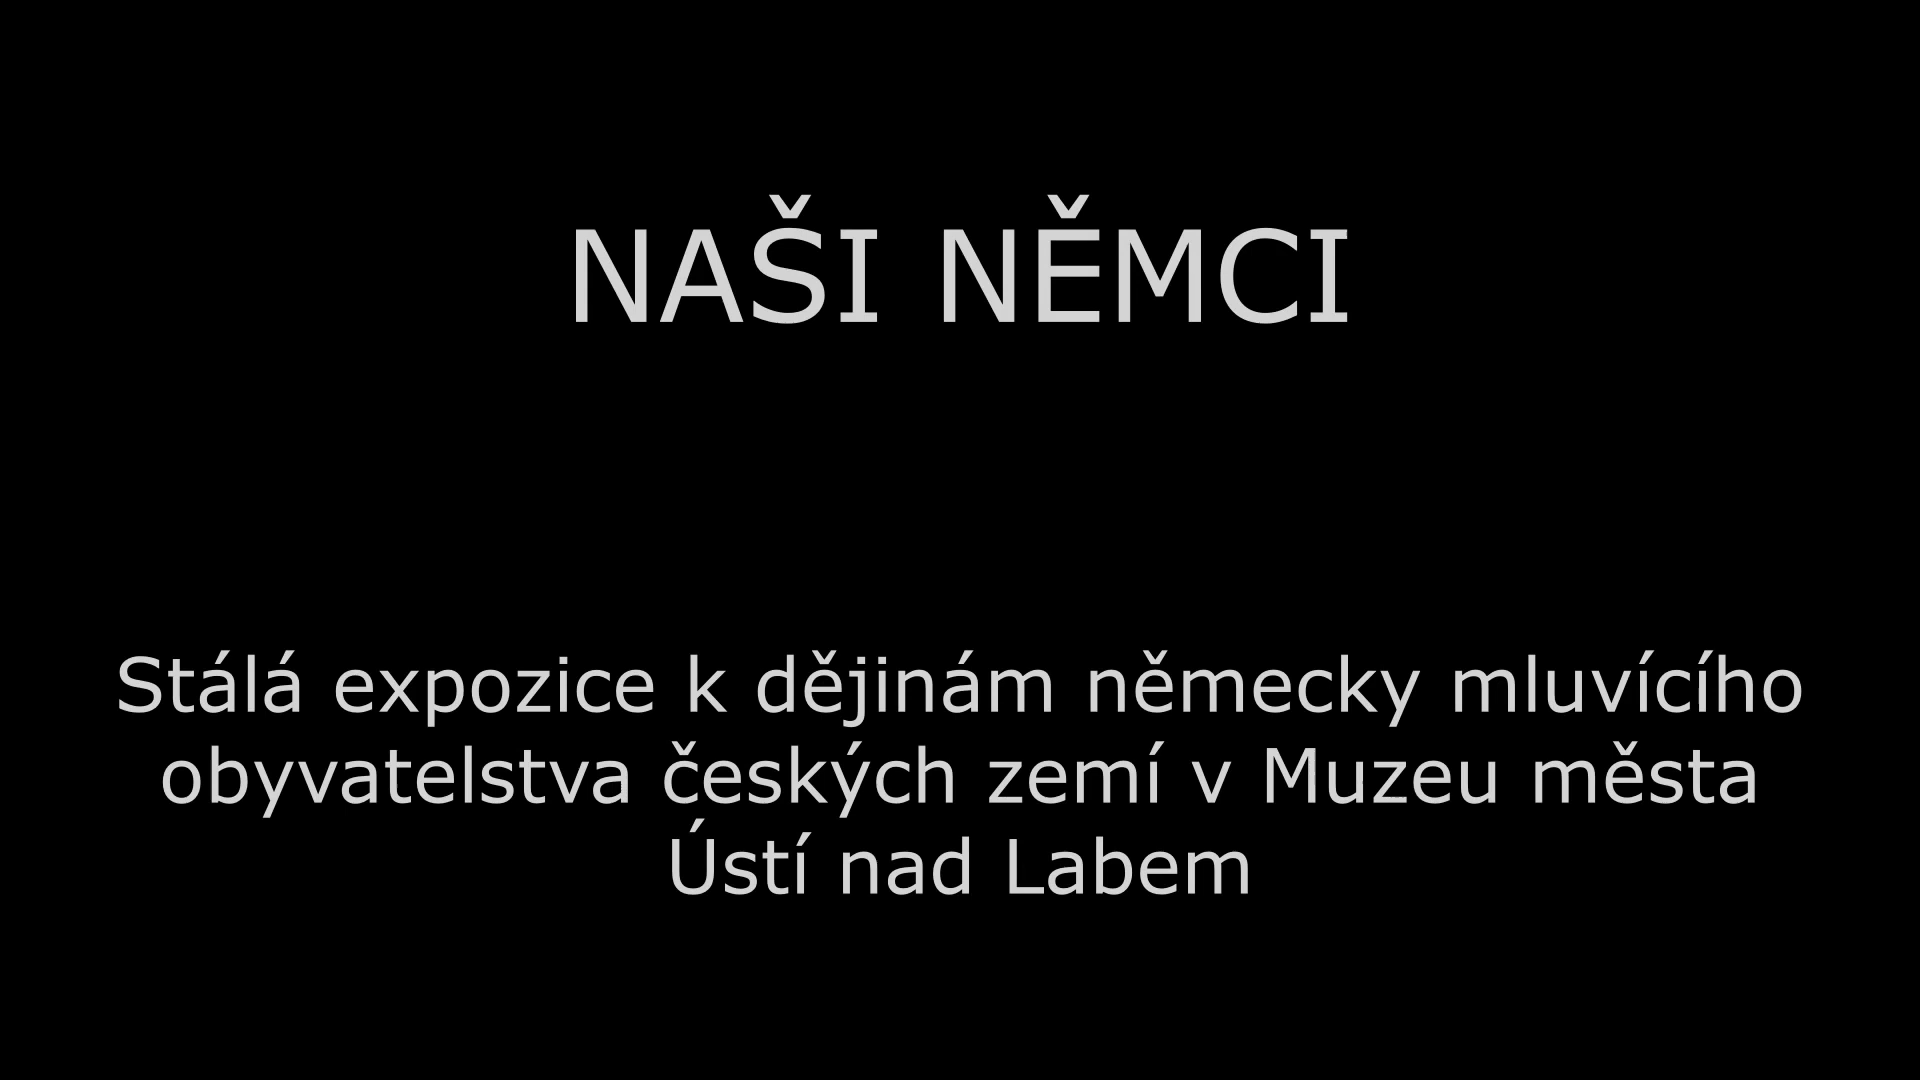 NAŠI NĚMCI
Stálá expozice k dějinám německy mluvícího
obyvatelstva českých zemí v Muzeu města
Ústí nad Labem